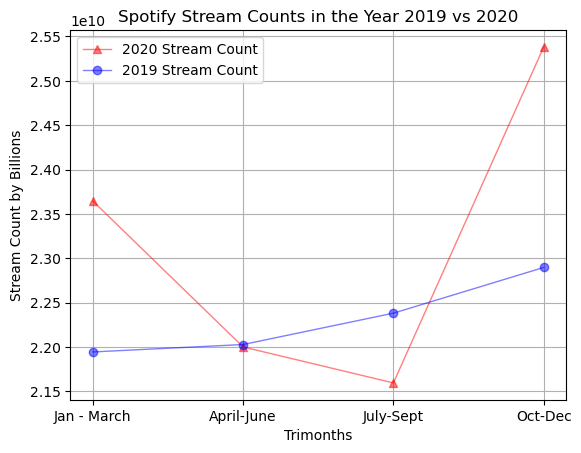 Spotify Stream Counts in the Year 2019 vs 2020
1e10
2020 Stream Count
2019 Stream Count
Stream Count by Billions
2.55
2.50
2.45
2.40
2.35
2.30
2.25
2.20
2.15
Jan - March April-June July-Sept Oct-Dec
Trimonths